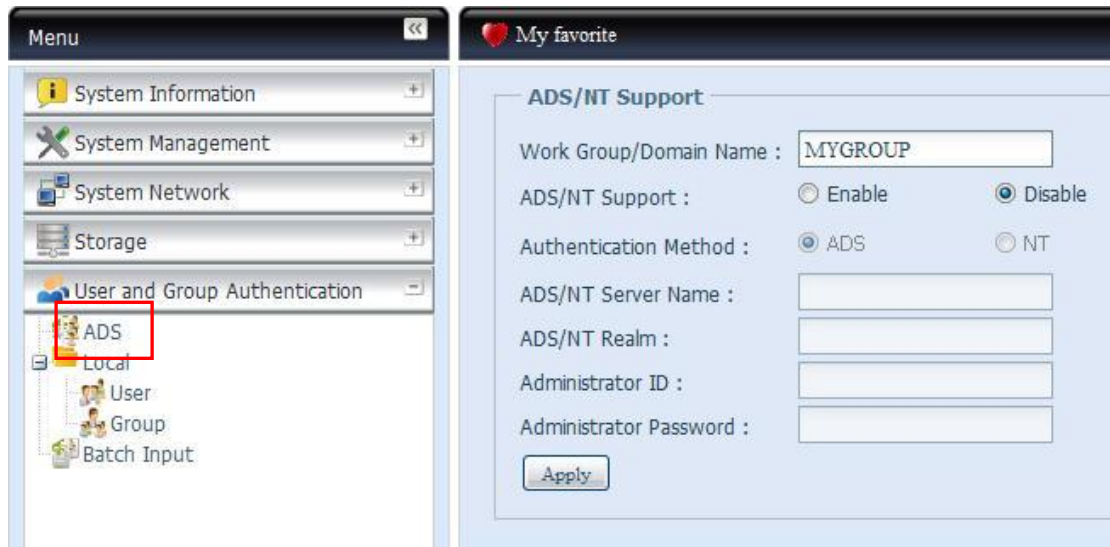 Menu
My favorite
System Information
System Management
System Network
Storage
User and Group Authentication
ADS
Local
User
Group
Batch Input
ADS/NT Support
Work Group/Domain Name : MYGROUP
ADS/NT Support : Enable Disable
Authentication Method : ADS NT
ADS/NT Server Name :
ADS/NT Realm :
Administrator ID :
Administrator Password :
Apply